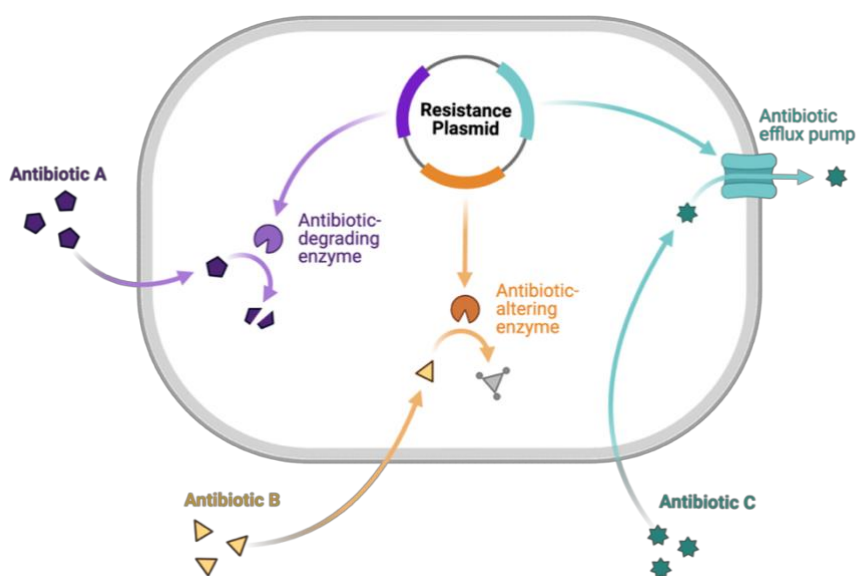 Resistance
Plasmid
Antibiotic
efflux pump
Antibiotic A
Antibiotic-
degrading
enzyme
Antibiotic-
altering
enzyme
Antibiotic B
Antibiotic C